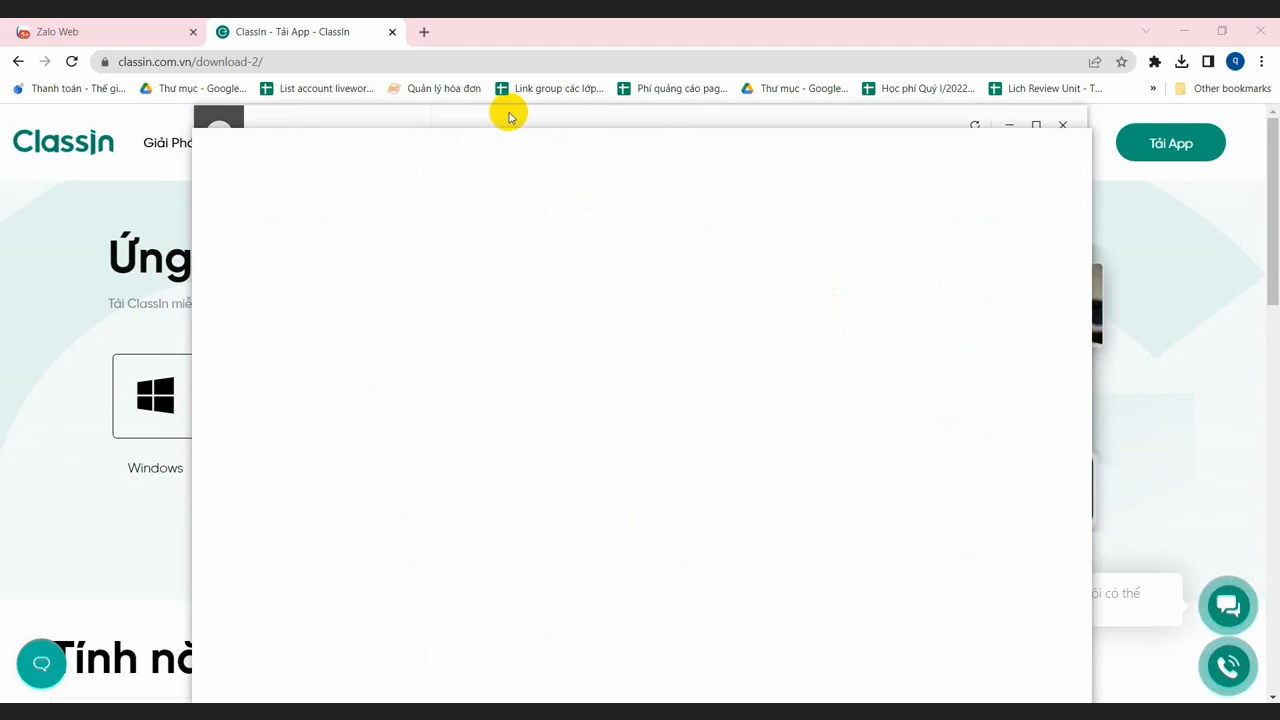 Zalo Web
ClassIn - Tải App - ClassIn
classin.com.vn/download-2/
q
Thanh toán - Thế gi...
Thư mục - Google...
List account livewor...
Quản lý hóa đơn
Link group các lớp...
Phí quảng cáo pag...
Thư mục - Google...
Học phí Quý I/2022...
Lịch Review Unit - T...
»
Other bookmarks
ClassIn
Giải Phá
Tải App
Ứng
Tải ClassIn miễ
Windows
ôi có thể
Tính nă